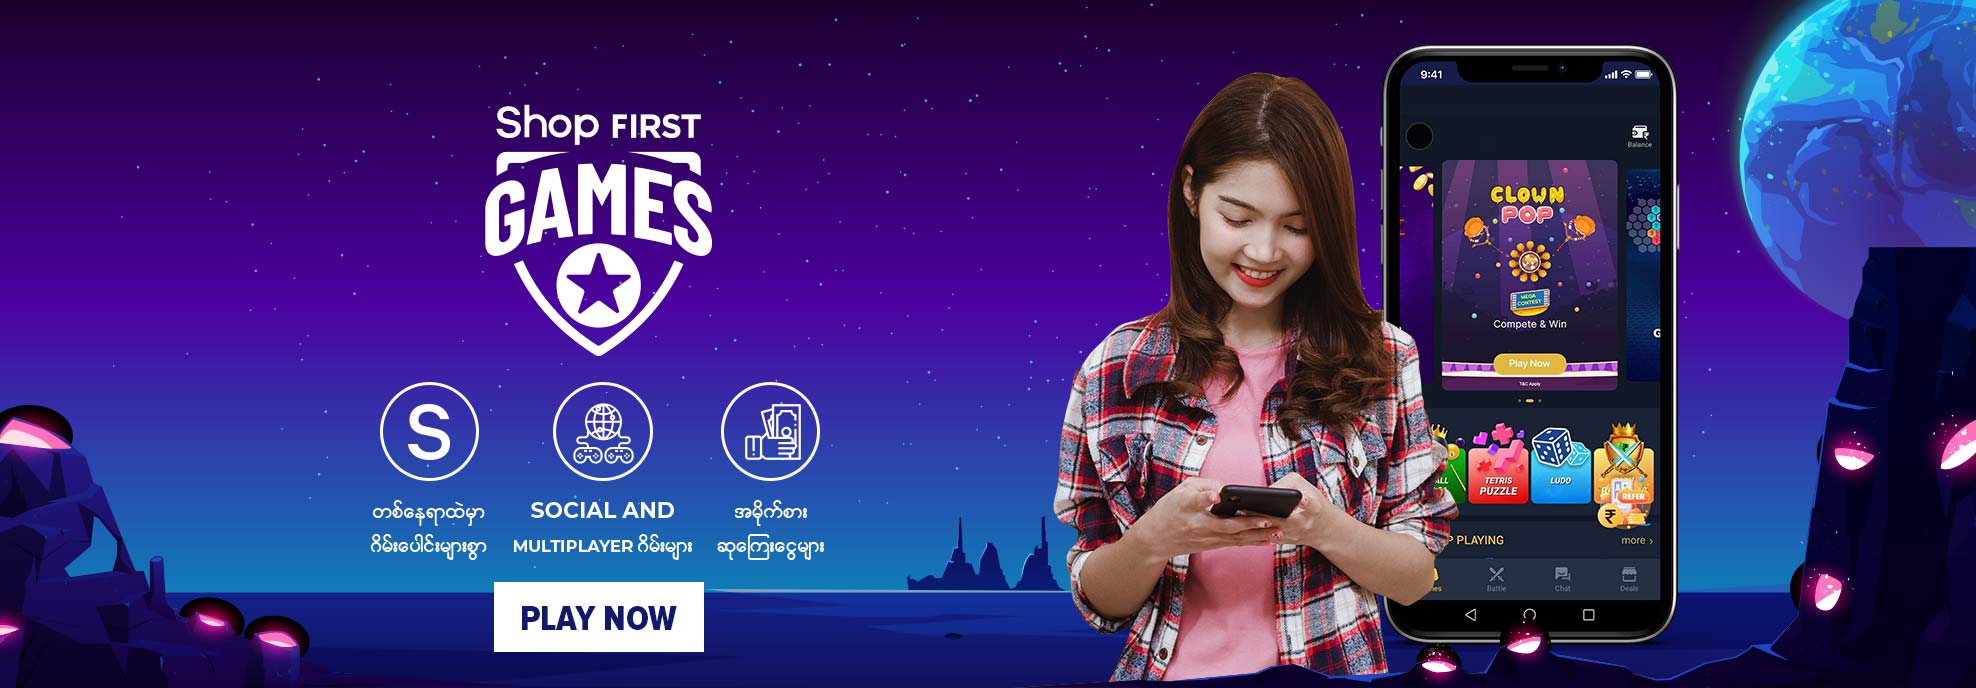 Shop FIRST
GAMES
S
တစ်နေရာထဲမှာ
ဂိမ်းပေါင်းများစွာ
SOCIAL AND
MULTIPLAYER ဂိမ်းများ
အမိုက်စား
ဆုကြေးငွေများ
PLAY NOW
9:41
Balance
CLOWN
POP
MEGA
CONTEST
Compete & Win
Play Now
T&C Apply
G
TETRIS
PUZZLE
LUDO
REFER
₹
PLAYING
more ›
Battle
Chat
Deals